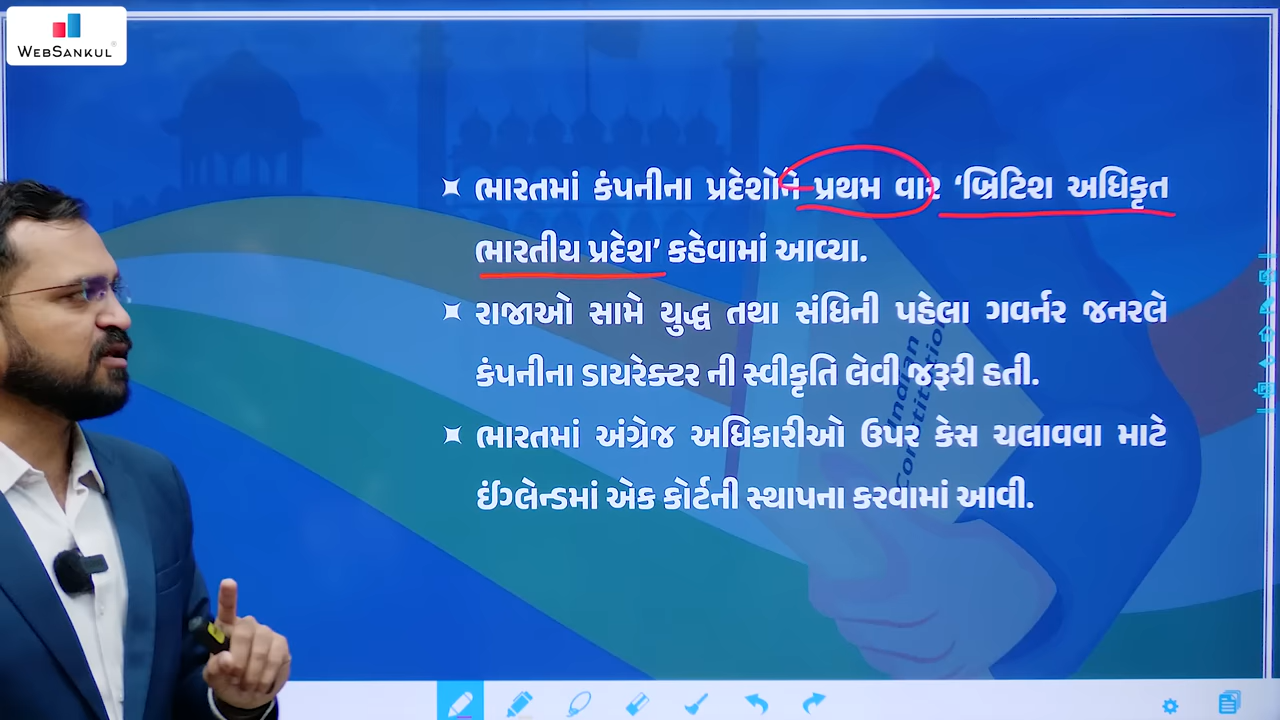 WEBSANKUL
ભારતમાં કંપનીના પ્રદેશોને પ્રથમ વાર ‘બ્રિટિશ અધિકૃત
ભારતીય પ્રદેશ’ કહેવામાં આવ્યા.
રાજાઓ સામે યુદ્ધ તથા સંધિની પહેલા ગવર્નર જનરલે
કંપનીના ડાયરેક્ટર ની સ્વીકૃતિ લેવી જરૂરી હતી.
ભારતમાં અંગ્રેજ અધિકારીઓ ઉપર કેસ ચલાવવા માટે
ઈંગ્લેન્ડમાં એક કોર્ટની સ્થાપના કરવામાં આવી.
Indian